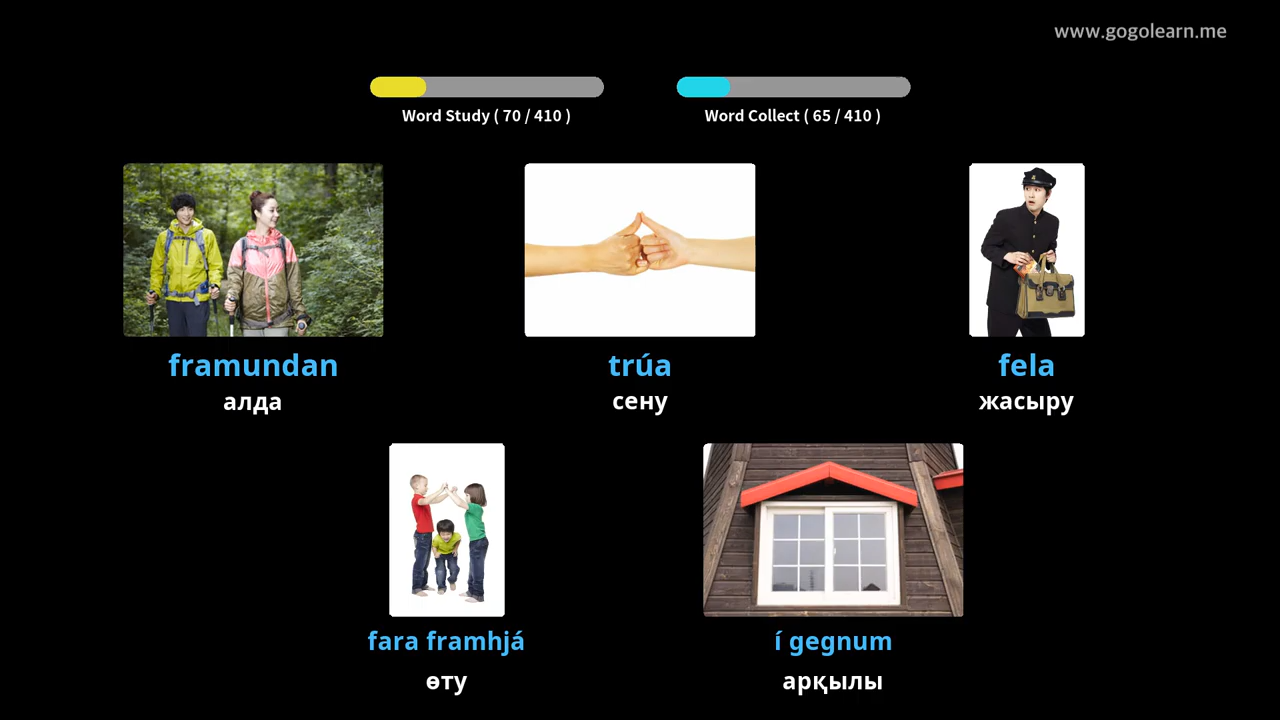 www.gogolearn.me
Word Study ( 70 / 410 )
Word Collect ( 65 / 410 )
framundan
алда
trúa
сену
fela
жасыру
fara framhjá
өту
í gegnum
арқылы